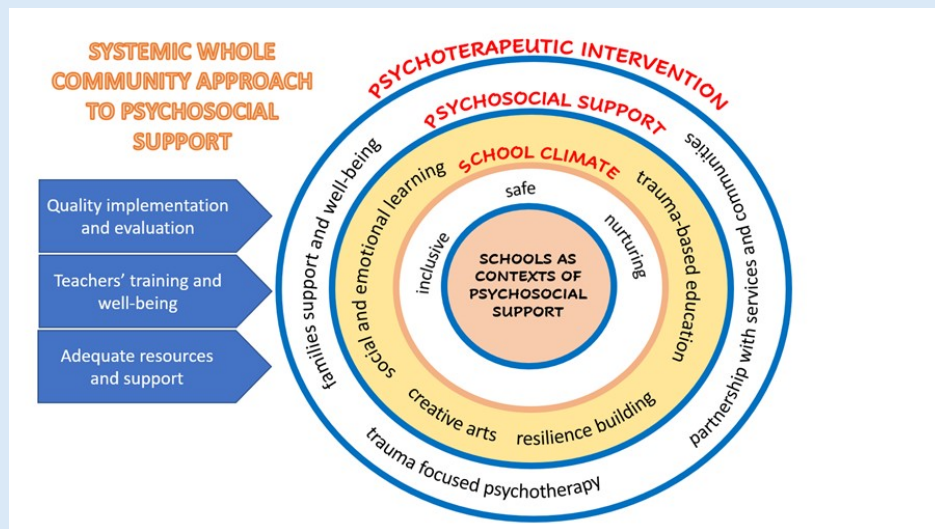 SYSTEMIC WHOLE
COMMUNITY APPROACH
TO PSYCHOSOCIAL
SUPPORT
Quality implementation
and evaluation
Teachers’ training and
well-being
Adequate resources
and support
PSYCHOTERAPEUTIC INTERVENTION
families support and well-being
partnership with services and communities
trauma focused psychotherapy
PSYCHOSOCIAL SUPPORT
social and emotional learning
trauma-based education
creative arts
resilience building
SCHOOL CLIMATE
inclusive
safe
nurturing
SCHOOLS AS
CONTEXTS OF
PSYCHOSOCIAL
SUPPORT